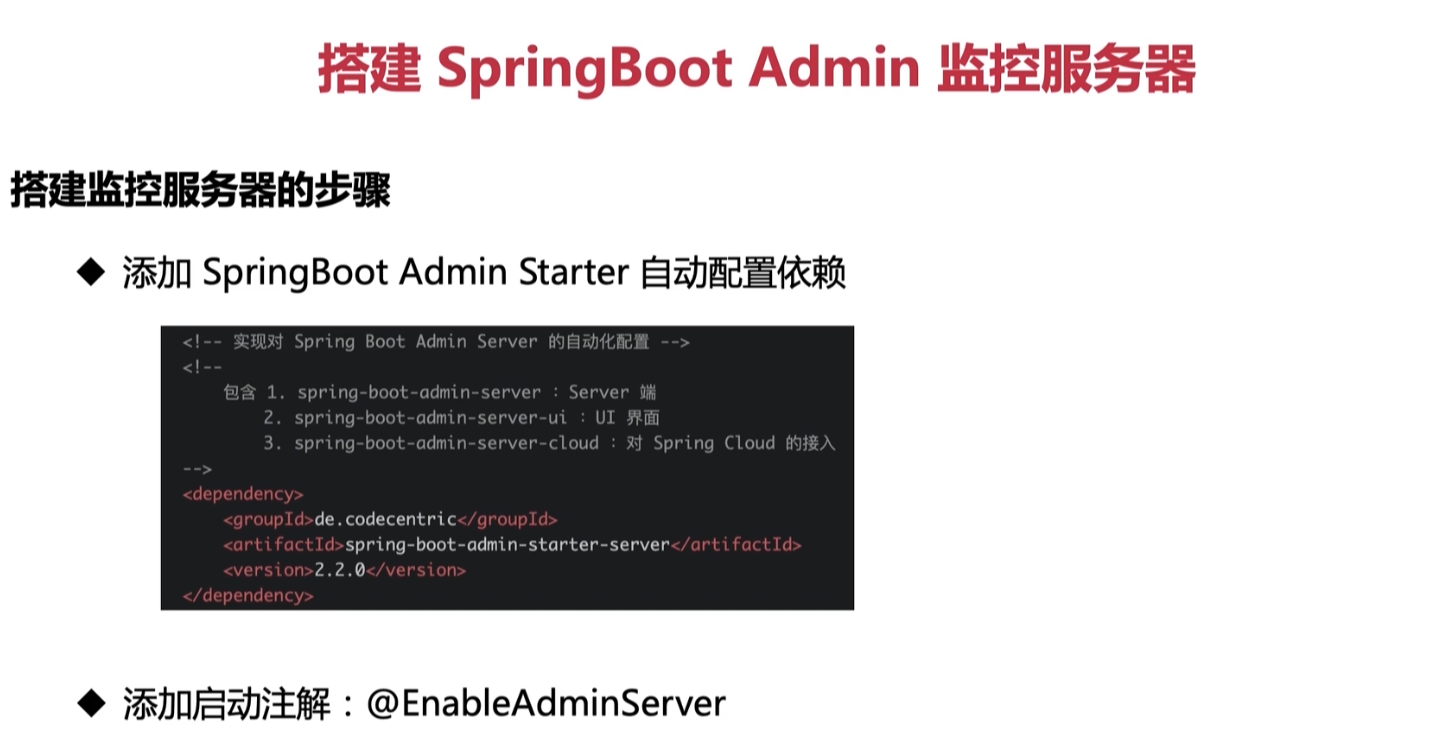 搭建 SpringBoot Admin 监控服务器
搭建监控服务器的步骤
◆ 添加 SpringBoot Admin Starter 自动配置依赖
<!-- 实现对 Spring Boot Admin Server 的自动化配置 -->
<!--
    包含 1. spring-boot-admin-server : Server 端
        2. spring-boot-admin-server-ui : UI 界面
        3. spring-boot-admin-server-cloud : 对 Spring Cloud 的接入
-->
<dependency>
    <groupId>de.codecentric</groupId>
    <artifactId>spring-boot-admin-starter-server</artifactId>
    <version>2.2.0</version>
</dependency>
◆ 添加启动注解：@EnableAdminServer